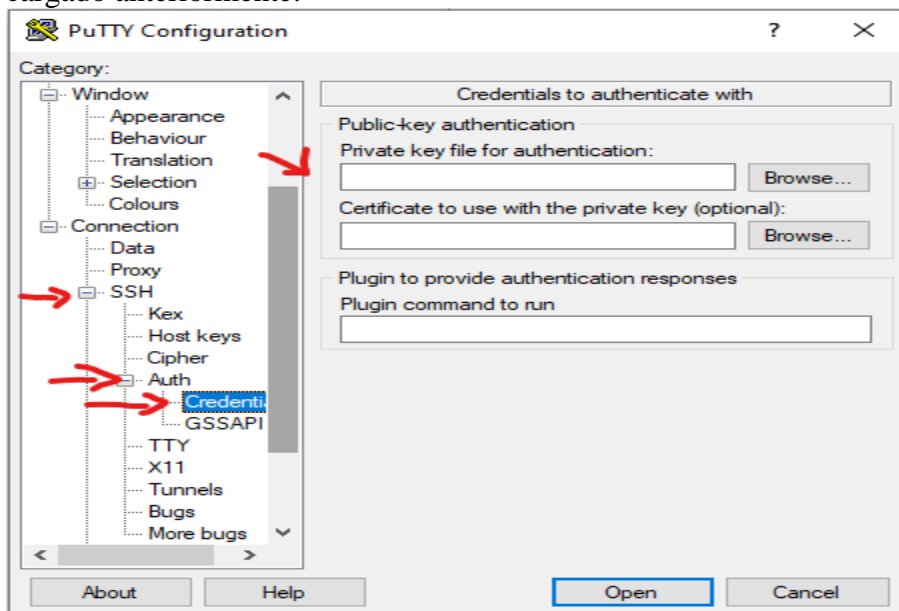 cargado anteriormente.
PuTTY Configuration
?
Category:
Window
Appearance
Behaviour
Translation
Selection
Colours
Connection
Data
Proxy
SSH
Kex
Host keys
Cipher
Auth
Credentia
GSSAPI
TTY
X11
Tunnels
Bugs
More bugs
Credentials to authenticate with
Public-key authentication
Private key file for authentication:
Browse...
Certificate to use with the private key (optional):
Browse...
Plugin to provide authentication responses
Plugin command to run
About
Help
Open
Cancel